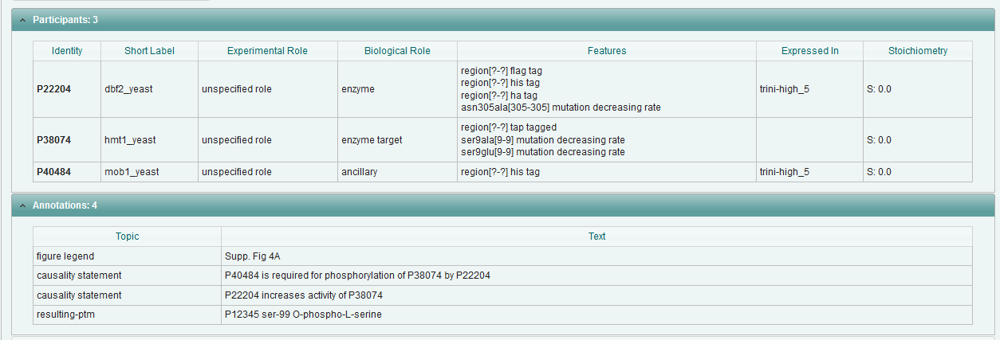 Participants: 3
Identity Short Label Experimental Role Biological Role Features Expressed In Stoichiometry
region[?-?] flag tag
region[?-?] his tag
P22204 dbf2_yeast unspecified role enzyme trini-high_5 S: 0.0
region[?-?] ha tag
asn305ala[305-305] mutation decreasing rate
region[?-?] tap tagged
P38074 hmt1_yeast unspecified role enzyme target ser9ala[9-9] mutation decreasing rate S: 0.0
ser9glu[9-9] mutation decreasing rate
P40484 mob1_yeast unspecified role ancillary region[?-?] his tag trini-high_5 S: 0.0
Annotations: 4
Topic Text
figure legend Supp. Fig 4A
causality statement P40484 is required for phosphorylation of P38074 by P22204
causality statement P22204 increases activity of P38074
resulting-ptm P12345 ser-99 O-phospho-L-serine